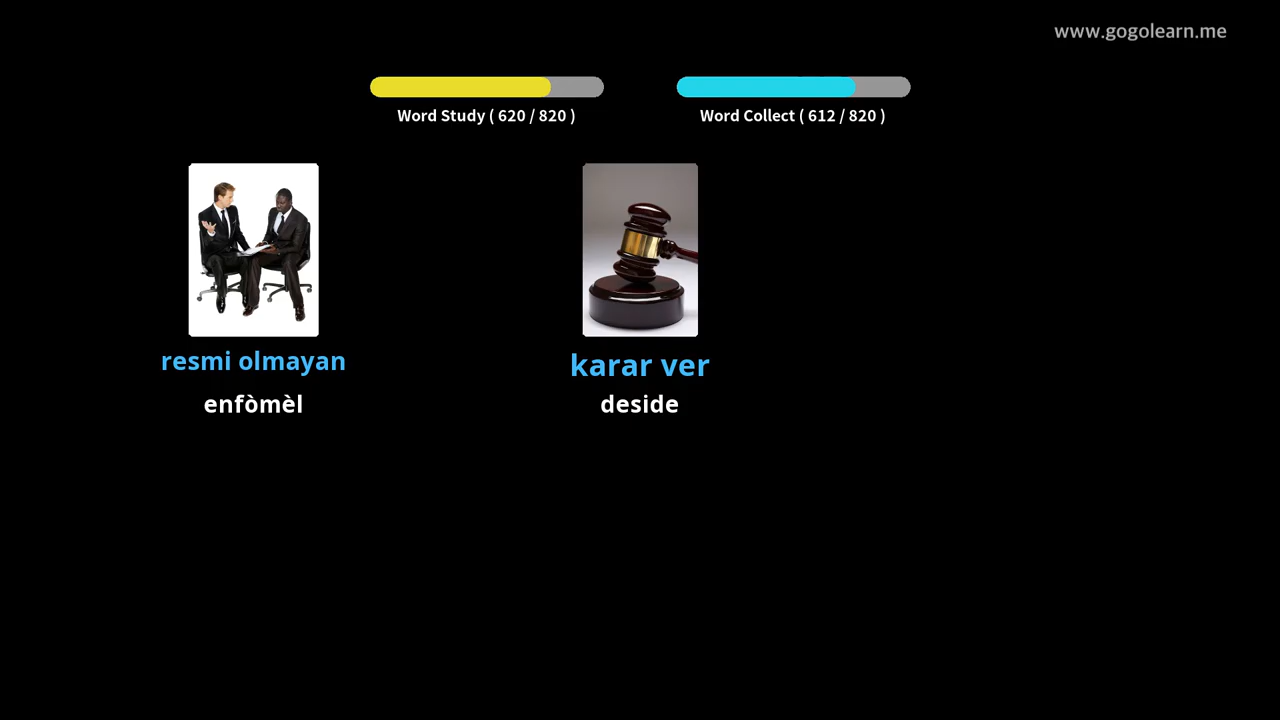 www.gogolearn.me
Word Study ( 620 / 820 )
Word Collect ( 612 / 820 )
resmi olmayan
enfòmèl
karar ver
deside